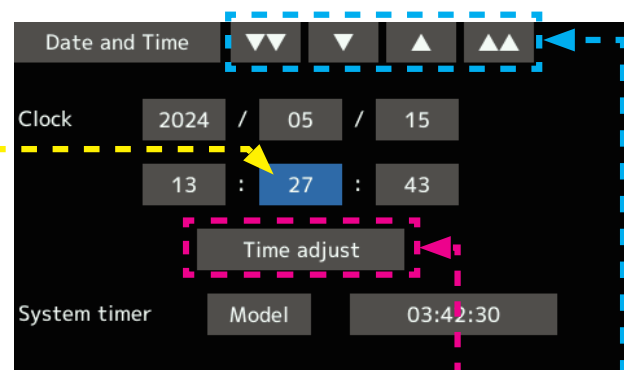 Date and Time ▼▼ ▼ ▲ ▲▲
Clock 2024 / 05 / 15
13 : 27 : 43
Time adjust
System timer Model 03:42:30